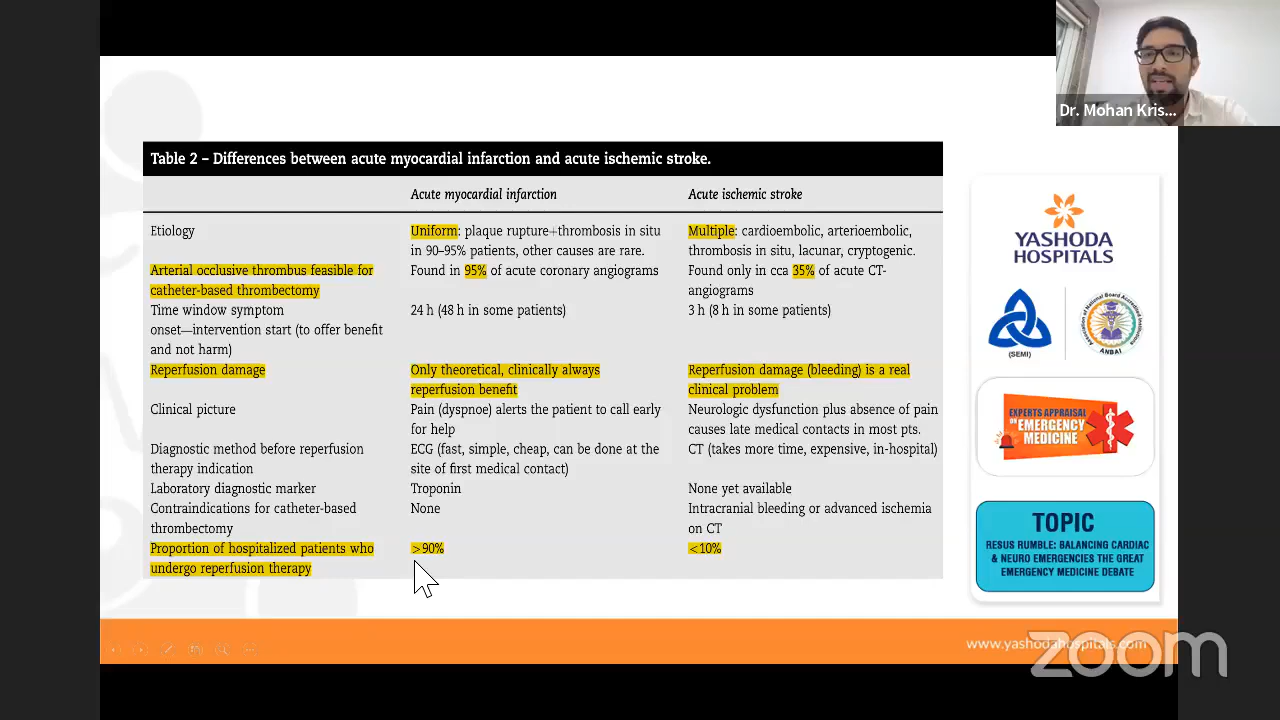 Dr. Mohan Kris...
Table 2 – Differences between acute myocardial infarction and acute ischemic stroke.
Acute myocardial infarction
Acute ischemic stroke
Etiology
Uniform: plaque rupture+thrombosis in situ
in 90–95% patients, other causes are rare.
Multiple: cardioembolic, arterioembolic,
thrombosis in situ, lacunar, cryptogenic.
Arterial occlusive thrombus feasible for
catheter-based thrombectomy
Found in 95% of acute coronary angiograms
Found only in cca 35% of acute CT-
angiograms
Time window symptom
onset—intervention start (to offer benefit
and not harm)
24 h (48 h in some patients)
3 h (8 h in some patients)
Reperfusion damage
Only theoretical, clinically always
reperfusion benefit
Reperfusion damage (bleeding) is a real
clinical problem
Clinical picture
Pain (dyspnoe) alerts the patient to call early
for help
Neurologic dysfunction plus absence of pain
causes late medical contacts in most pts.
Diagnostic method before reperfusion
therapy indication
ECG (fast, simple, cheap, can be done at the
site of first medical contact)
CT (takes more time, expensive, in-hospital)
Laboratory diagnostic marker
Troponin
None yet available
Contraindications for catheter-based
thrombectomy
None
Intracranial bleeding or advanced ischemia
on CT
Proportion of hospitalized patients who
undergo reperfusion therapy
>90%
<10%
YASHODA
HOSPITALS
(SEMI)
Association of National Board Accredited Institutions
ANBAI
EXPERTS APPRAISAL
ON EMERGENCY
MEDICINE
TOPIC
RESUS RUMBLE: BALANCING CARDIAC
& NEURO EMERGENCIES THE GREAT
EMERGENCY MEDICINE DEBATE
www.yashodahospitals.com
zoom